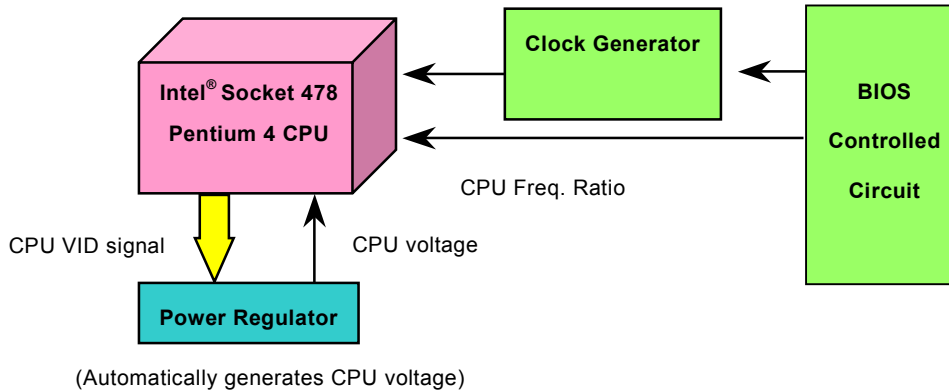 Clock Generator
Intel® Socket 478
Pentium 4 CPU
BIOS
Controlled
Circuit
CPU Freq. Ratio
CPU VID signal
CPU voltage
Power Regulator
(Automatically generates CPU voltage)